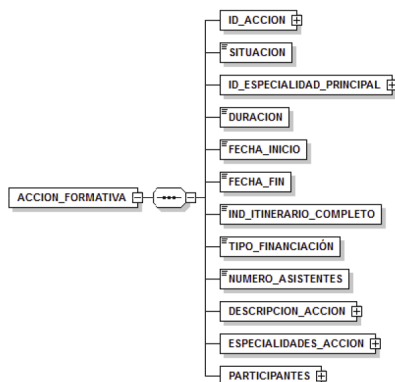 ID_ACCION
SITUACION
ID_ESPECIALIDAD_PRINCIPAL
DURACION
FECHA_INICIO
FECHA_FIN
ACCION_FORMATIVA
IND_ITINERARIO_COMPLETO
TIPO_FINANCIACIÓN
NUMERO_ASISTENTES
DESCRIPCION_ACCION
ESPECIALIDADES_ACCION
PARTICIPANTES